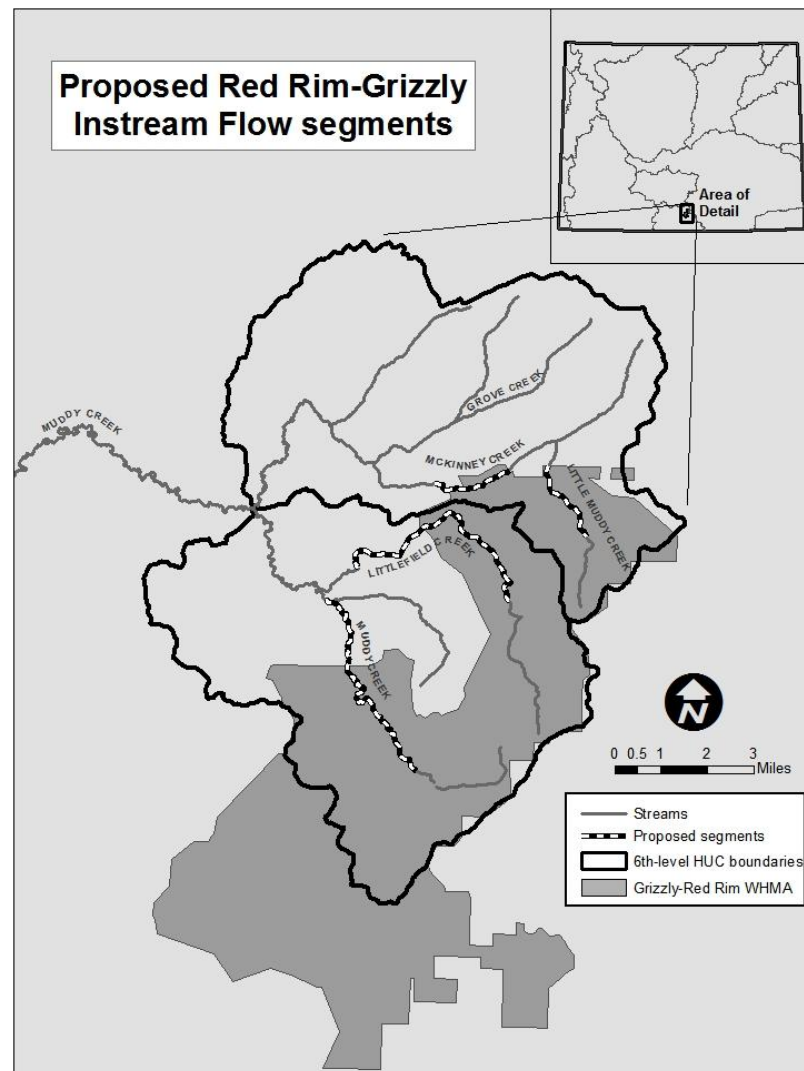 Proposed Red Rim-Grizzly
Instream Flow segments
Area of
Detail
MUDDY CREEK
GROVE CREEK
MCKINNEY CREEK
LITTLE MUDDY CREEK
LITTLEFIELD CREEK
MUDDY CREEK
N
0 0.5 1 2 3
Miles
Streams
Proposed segments
6th-level HUC boundaries
Grizzly-Red Rim WHMA